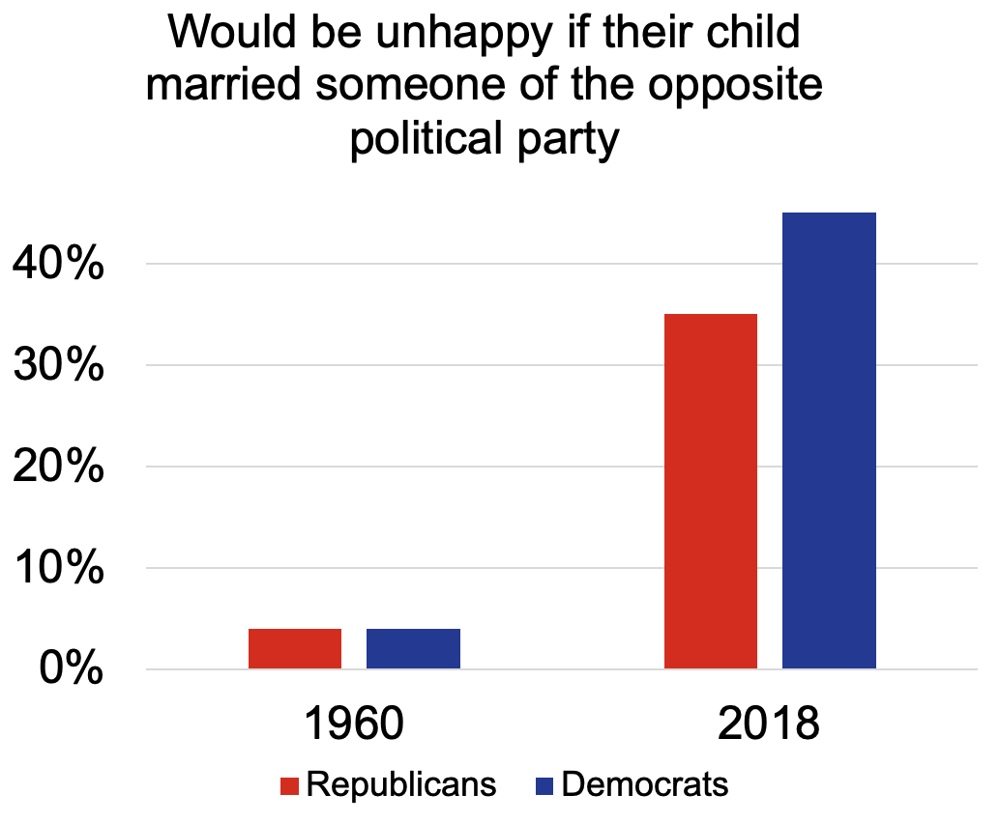 Would be unhappy if their child
married someone of the opposite
political party
40%
30%
20%
10%
0%
1960
2018
Republicans
Democrats